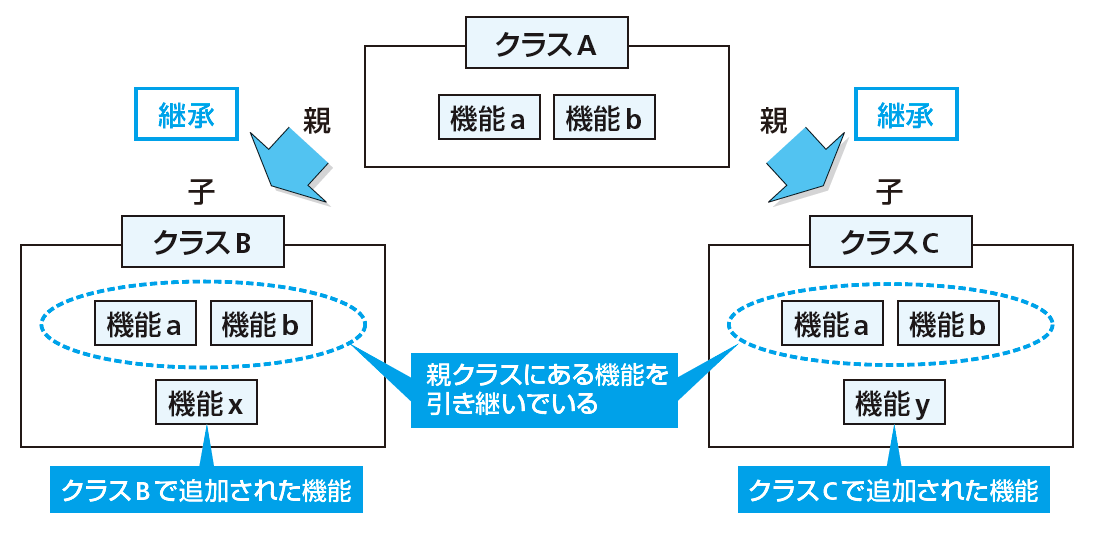 クラスA
機能a
機能b
継承
親
親
継承
子
子
クラスB
クラスC
機能a
機能b
機能a
機能b
親クラスにある機能を
引き継いでいる
機能x
機能y
クラスBで追加された機能
クラスCで追加された機能